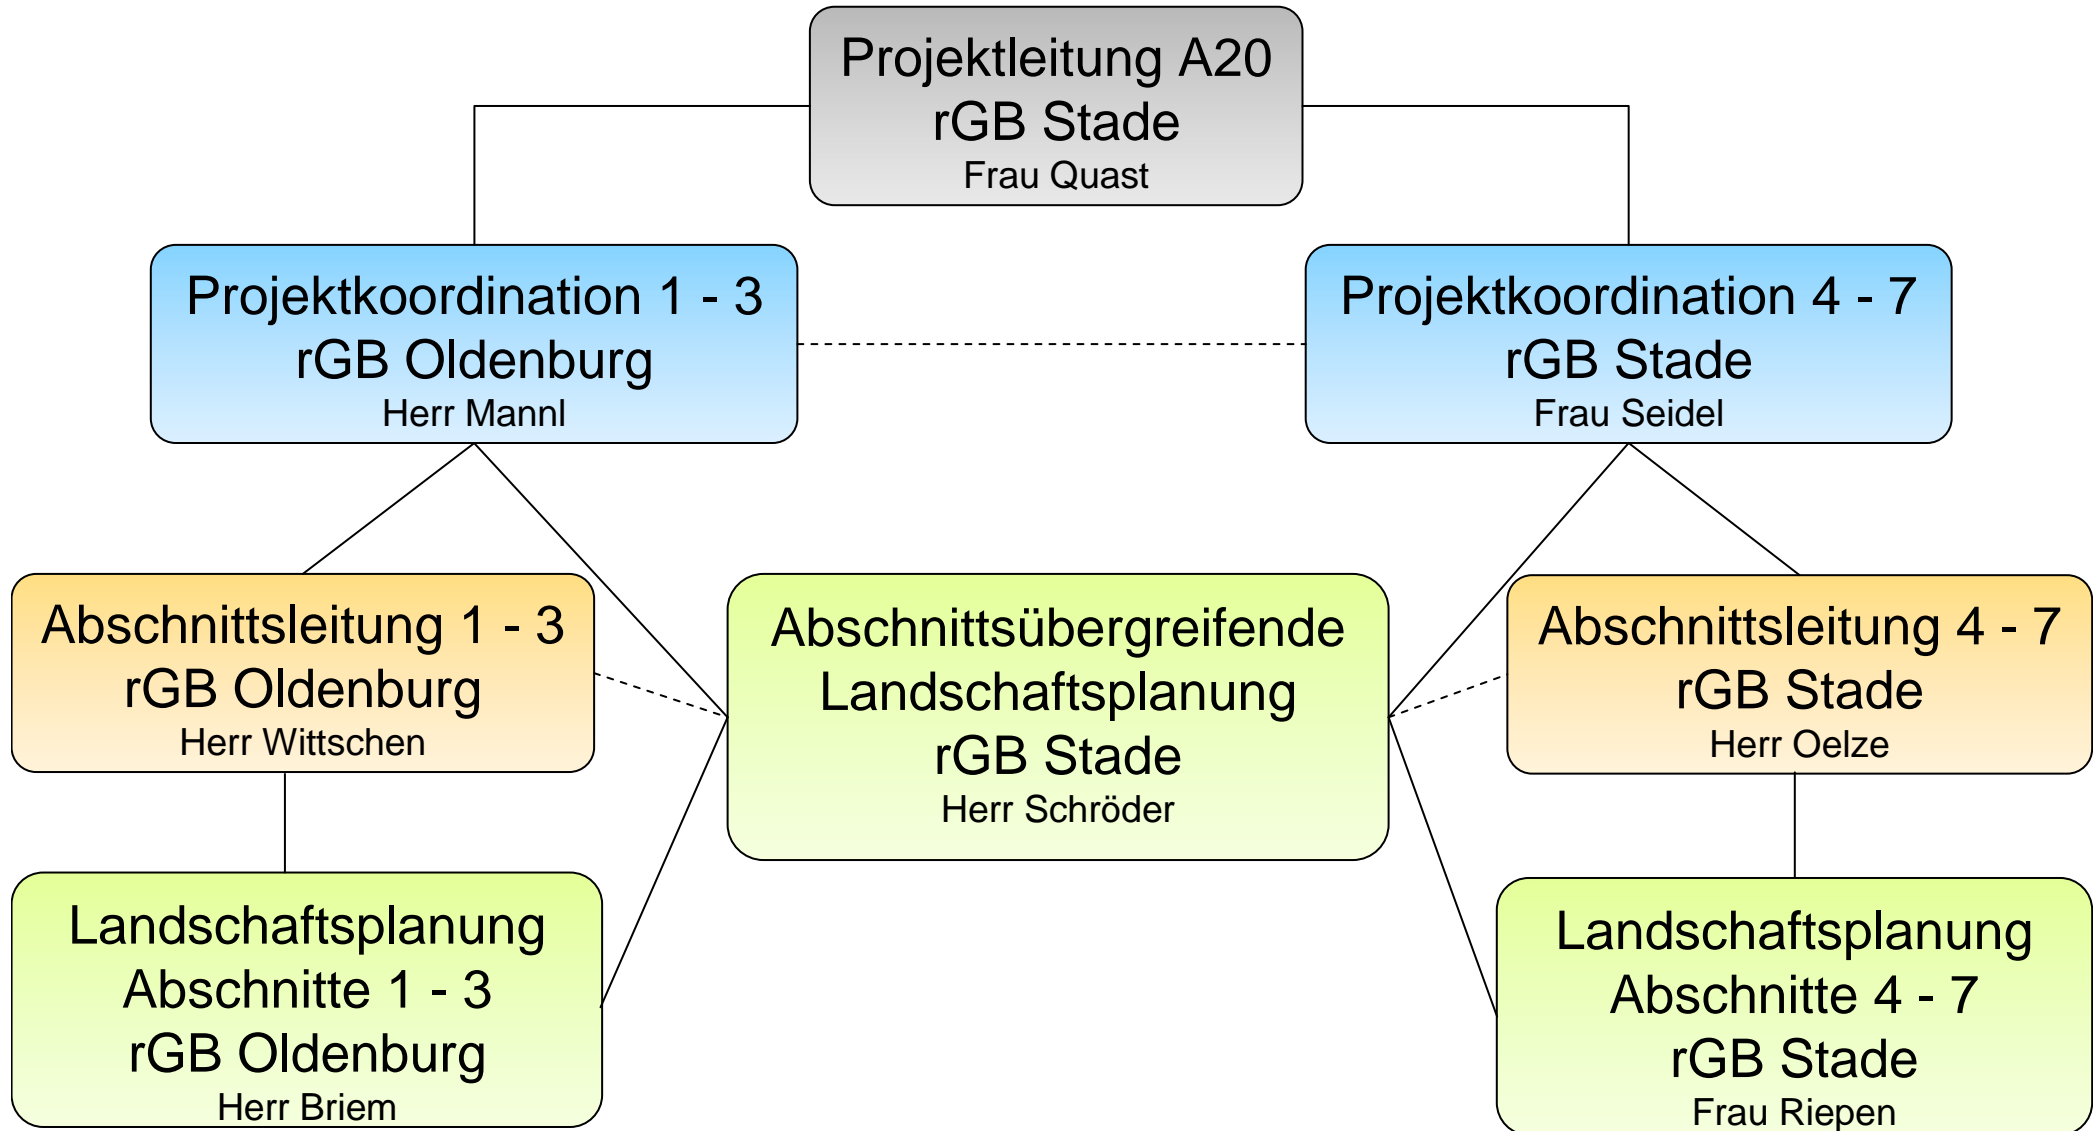 Projektleitung A20
rGB Stade
Frau Quast
Projektkoordination 1 - 3
rGB Oldenburg
Herr Mannl
Projektkoordination 4 - 7
rGB Stade
Frau Seidel
Abschnittsleitung 1 - 3
rGB Oldenburg
Herr Wittschen
Abschnittsübergreifende
Landschaftsplanung
rGB Stade
Herr Schröder
Abschnittsleitung 4 - 7
rGB Stade
Herr Oelze
Landschaftsplanung
Abschnitte 1 - 3
rGB Oldenburg
Herr Briem
Landschaftsplanung
Abschnitte 4 - 7
rGB Stade
Frau Riepen